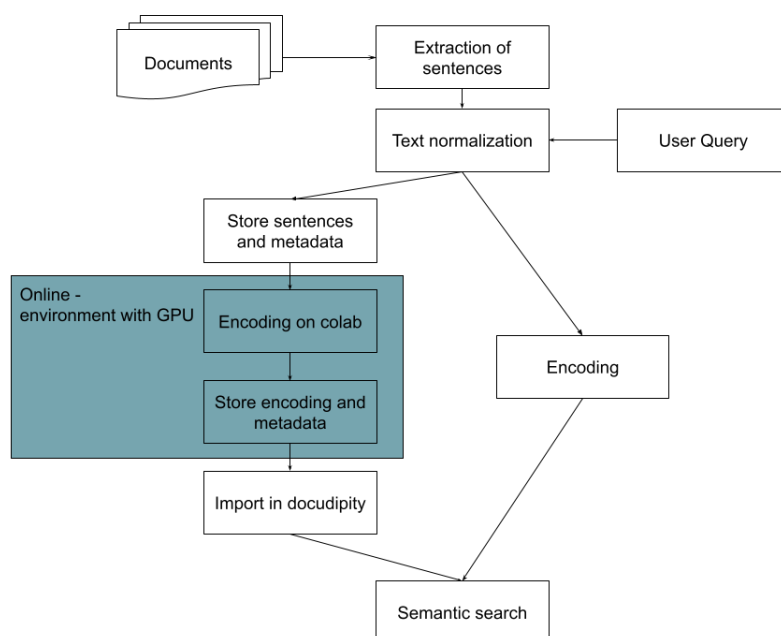 Documents
Extraction of
sentences
Text normalization
User Query
Store sentences
and metadata
Online -
environment with GPU
Encoding on colab
Encoding
Store encoding and
metadata
Import in docudipity
Semantic search